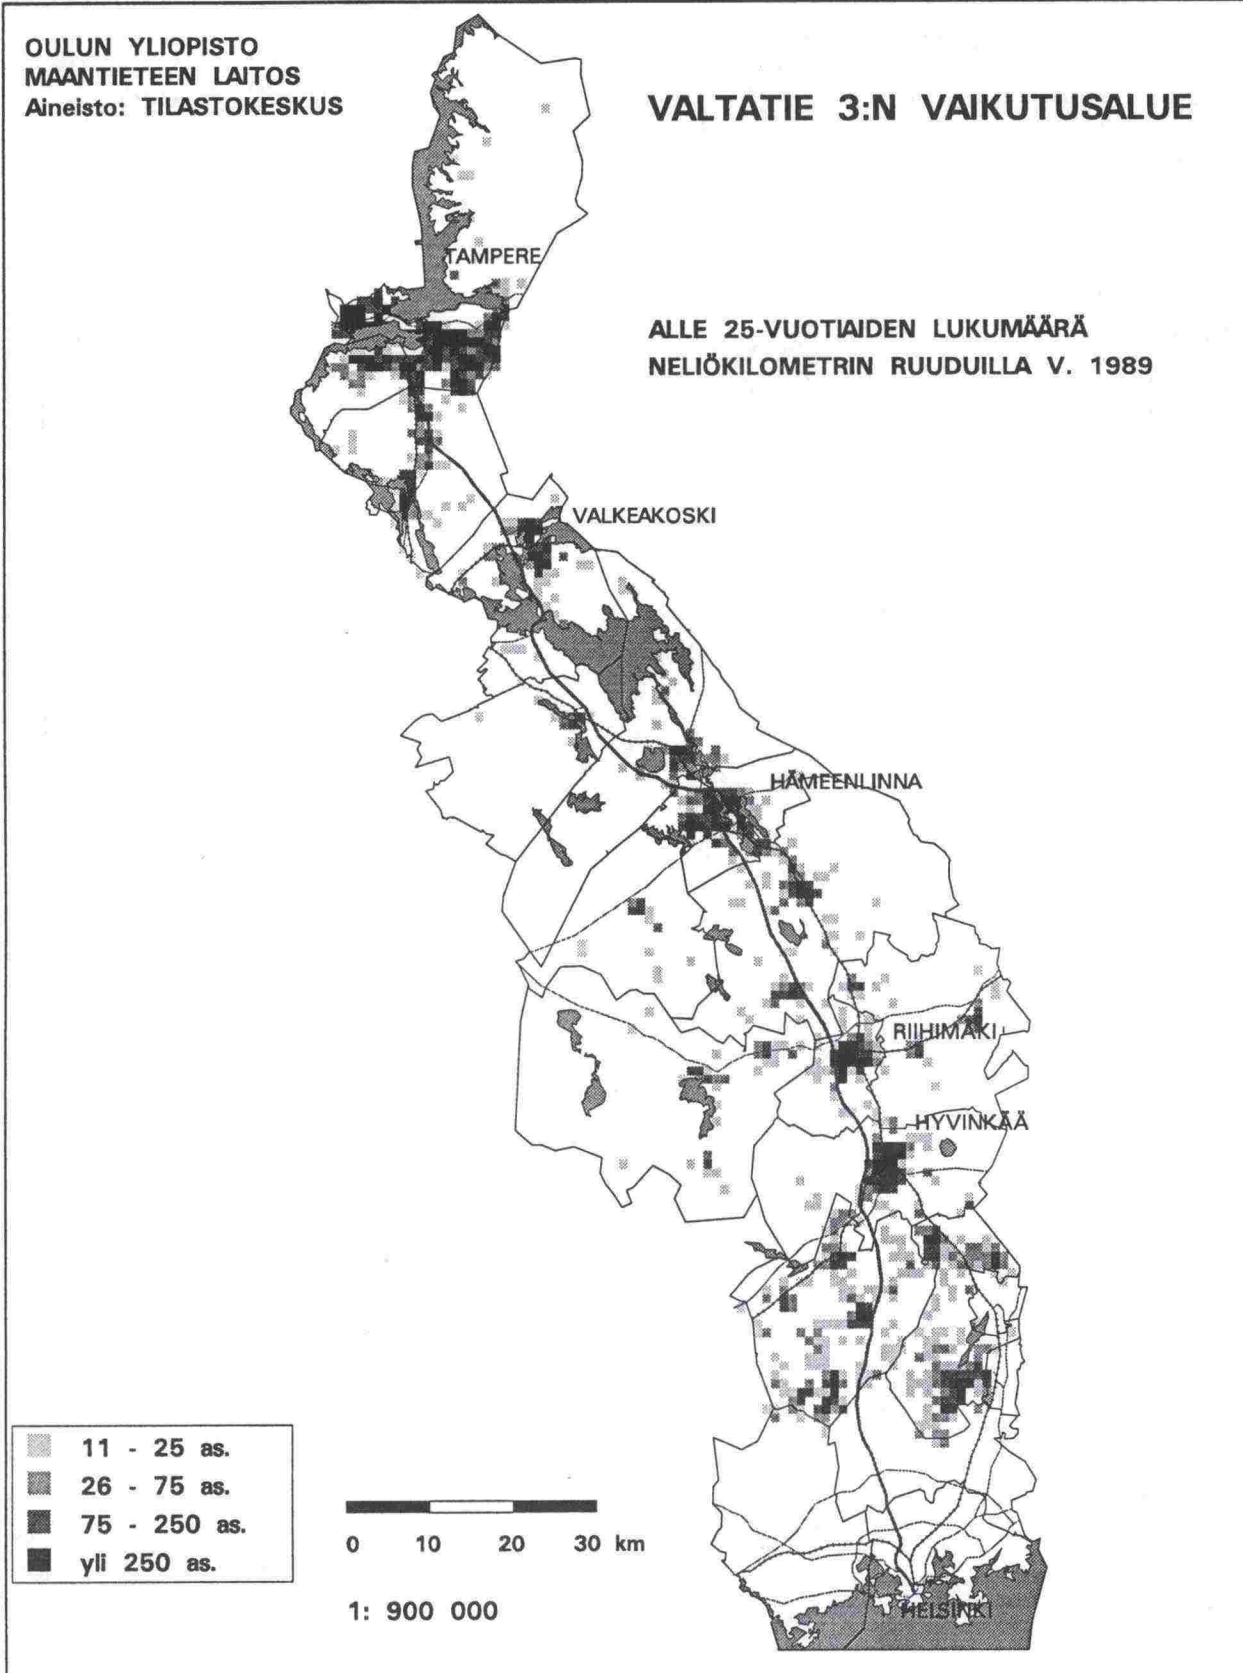 OULUN YLIOPISTO
MAANTIETEEN LAITOS
Aineisto: TILASTOKESKUS
VALTATIE 3:N VAIKUTUSALUE
ALLE 25-VUOTIAIDEN LUKUMÄÄRÄ
NELIÖKILOMETRIN RUUDUILLA V. 1989
TAMPERE
VALKEAKOSKI
HÄMEENLINNA
RIIHIMÄKI
HYVINKÄÄ
HELSINKI
11 - 25 as.
26 - 75 as.
75 - 250 as.
yli 250 as.
0 10 20 30 km
1: 900 000